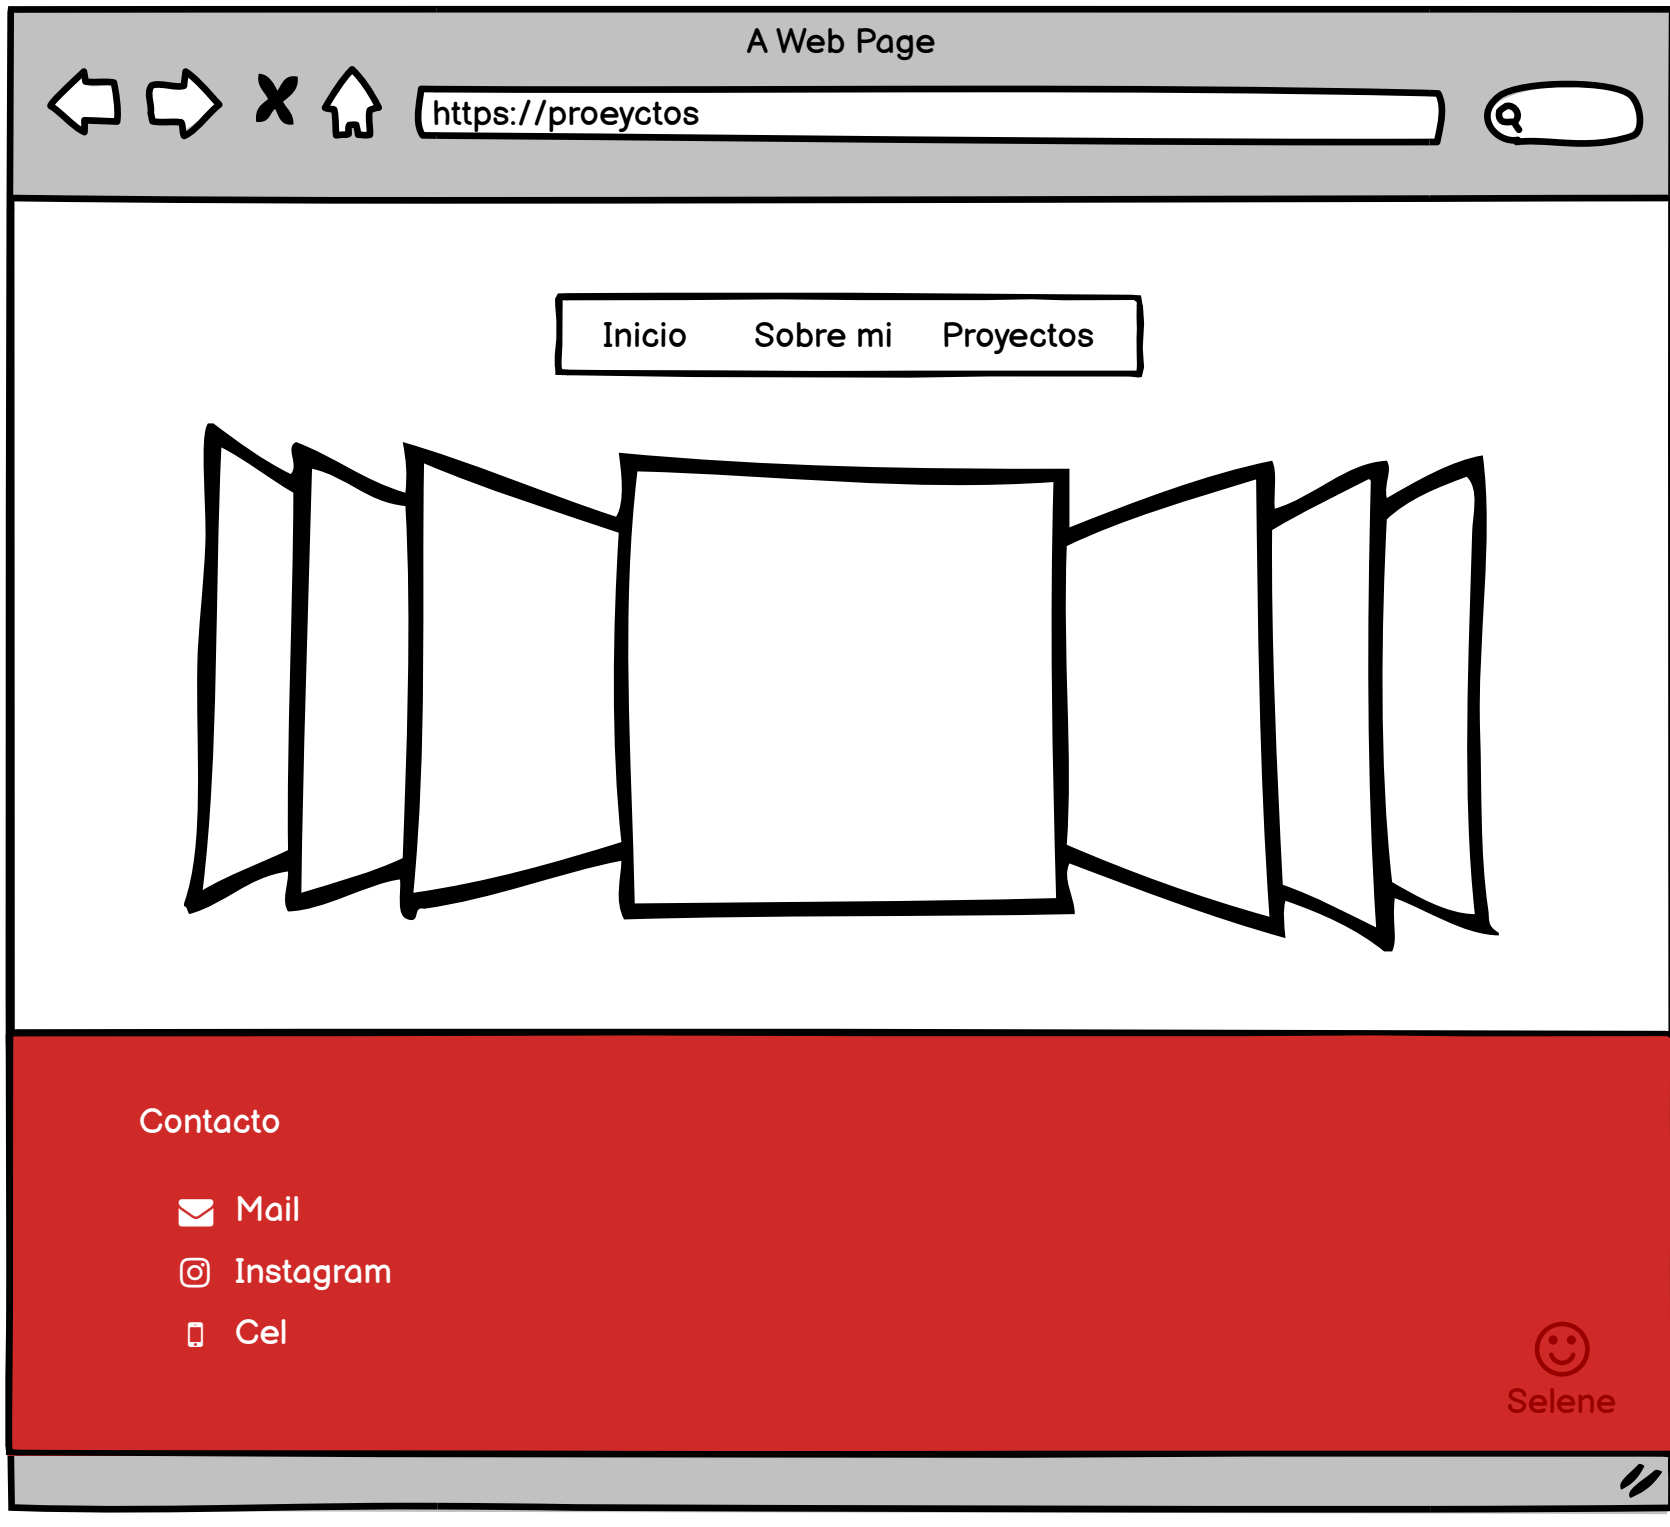 A Web Page
https://proeyctos
Inicio Sobre mi Proyectos
Contacto
Mail
Instagram
Cel
Selene